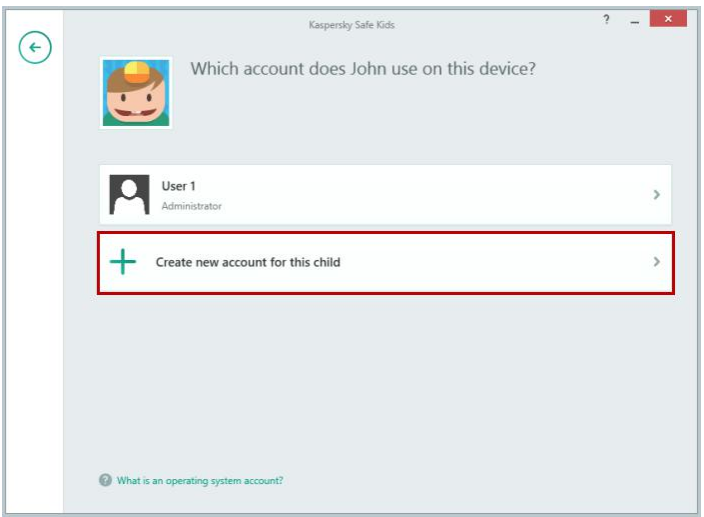 Kaspersky Safe Kids
?
Which account does John use on this device?
User 1
Administrator
Create new account for this child
? What is an operating system account?